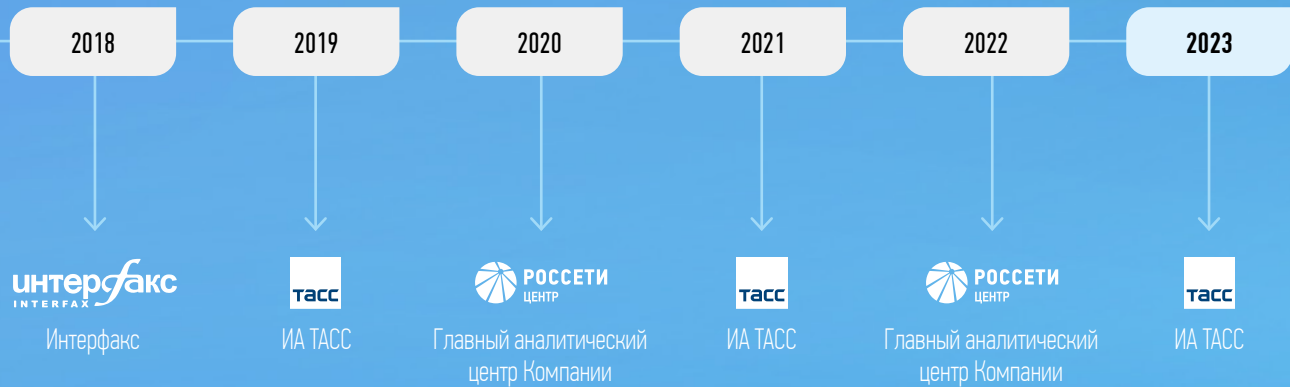 2018
2019
2020
2021
2022
2023
интерфакс
INTERFAX
Интерфакс
тасс
ИА ТАСС
РОССЕТИ
ЦЕНТР
Главный аналитический
центр Компании
тасс
ИА ТАСС
РОССЕТИ
ЦЕНТР
Главный аналитический
центр Компании
тасс
ИА ТАСС